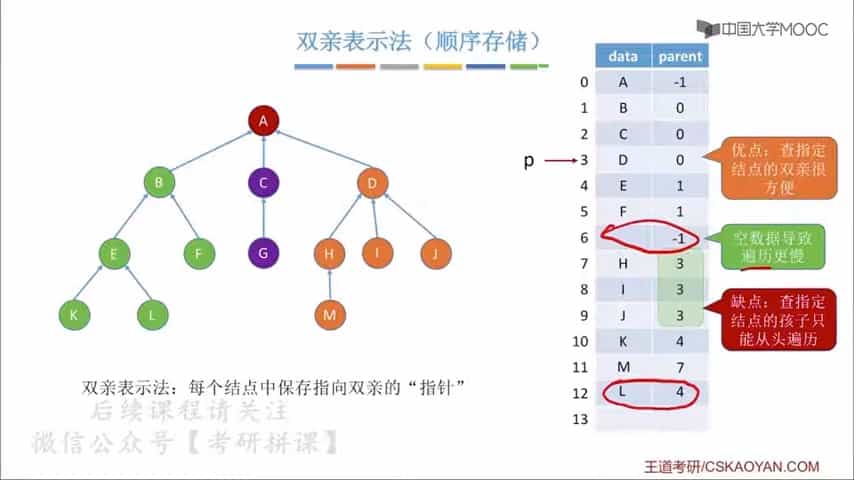 中国大学MOOC
双亲表示法（顺序存储）
data parent
0 A -1
1 B 0
2 C 0
p 3 D 0
4 E 1
5 F 1
6 -1
7 H 3
8 I 3
9 J 3
10 K 4
11 M 7
12 L 4
13
优点：查指定
结点的双亲很
方便
空数据导致
遍历更慢
缺点：查指定
结点的孩子只
能从头遍历
A
B C D
E F G H I J
K L M
双亲表示法：每个结点中保存指向双亲的“指针”
后续课程请关注
微信公众号【考研拼课】
王道考研/CSKAOYAN.COM